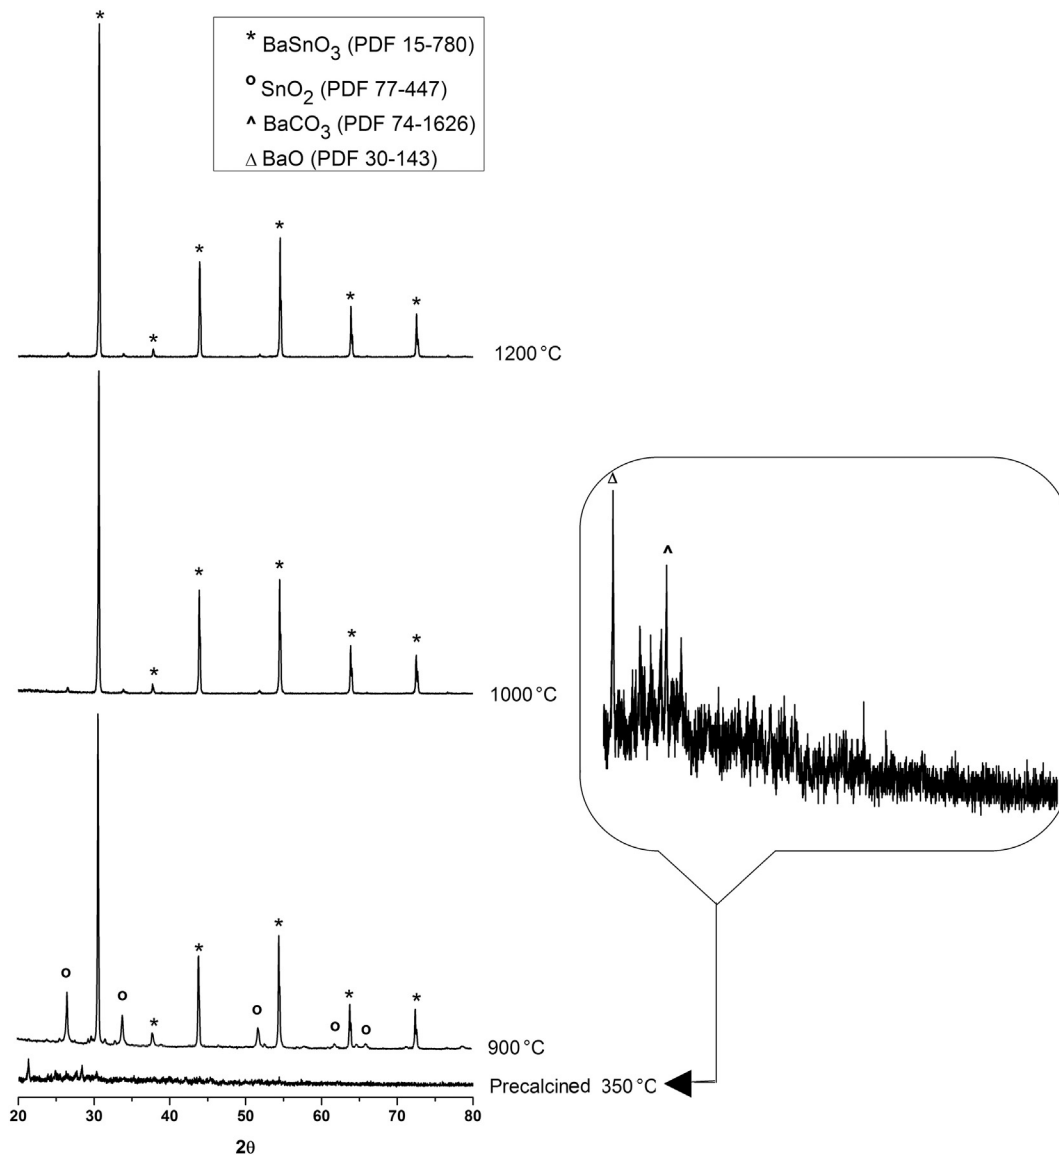 *
* BaSnO3 (PDF 15-780)
o SnO2 (PDF 77-447)
^ BaCO3 (PDF 74-1626)
Δ BaO (PDF 30-143)
*
*
*
*
*
1200 °C
Δ
^
*
*
*
*
*
1000 °C
*
*
o
o
*
o
o
*
o
*
900 °C
Precalcined 350 °C
20 30 40 50 60 70 80
2θ